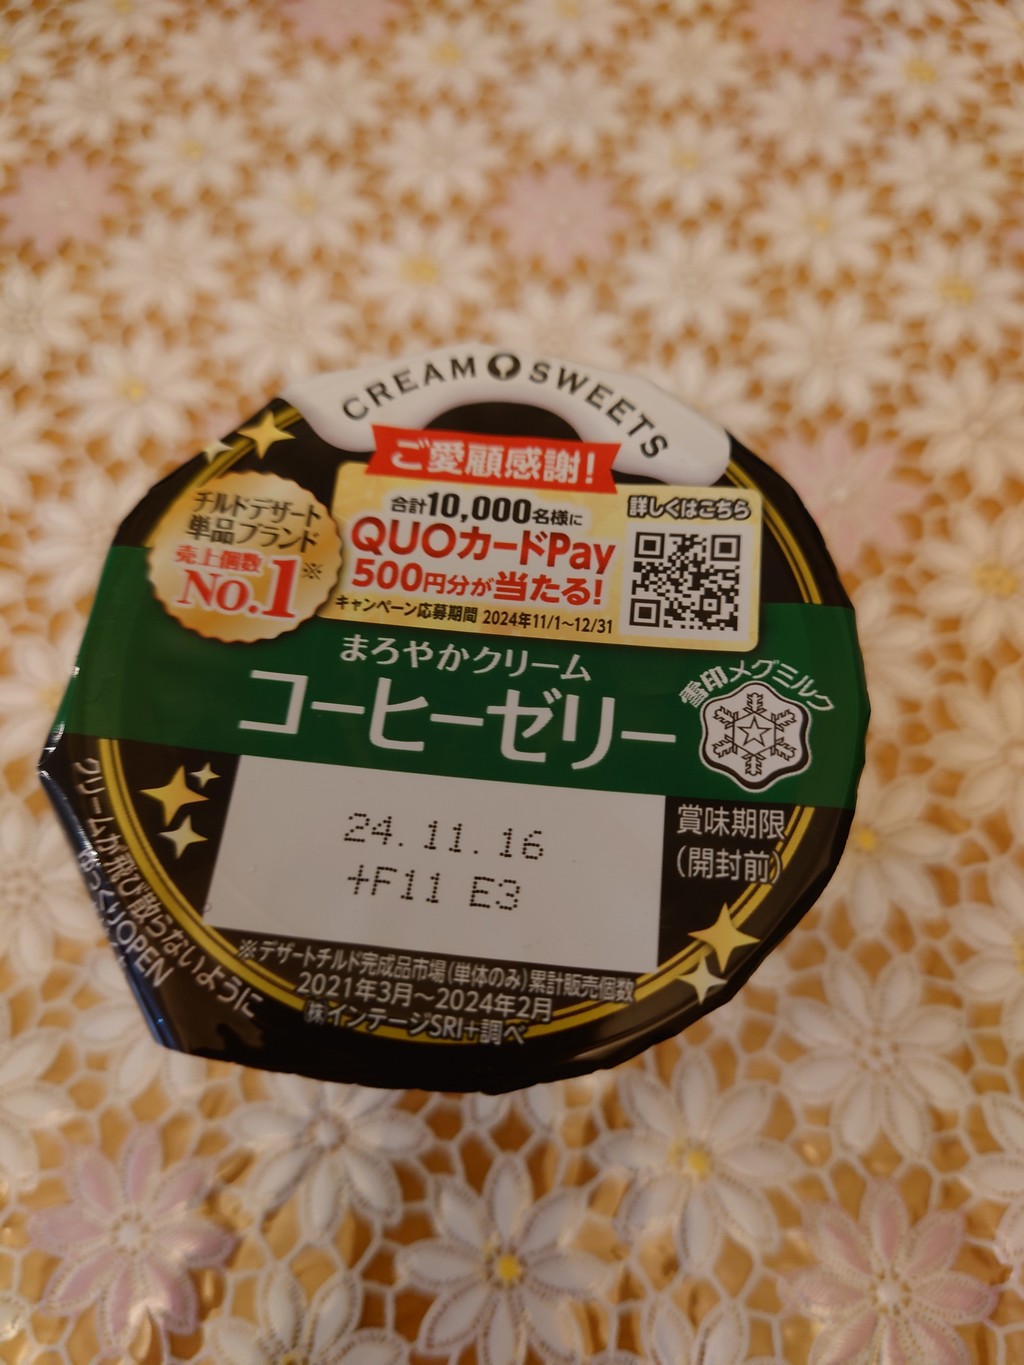 CREAM SWEETS
ご愛顧感謝!
チルドデザート
単品ブランド
売上個数
No.1※
合計10,000名様に
QUOカードPay
500円分が当たる!
キャンペーン応募期間 2024年11/1~12/31
詳しくはこちら
まろやかクリーム
コーヒーゼリー
雪印メグミルク
24.11.16
+F11 E3
賞味期限
(開封前)
※デザートチルド完成品市場(単体のみ)累計販売個数
2021年3月~2024年2月
㈱インテージSRI+調べ
クリームが飛び散らないように
ゆっくりOPEN